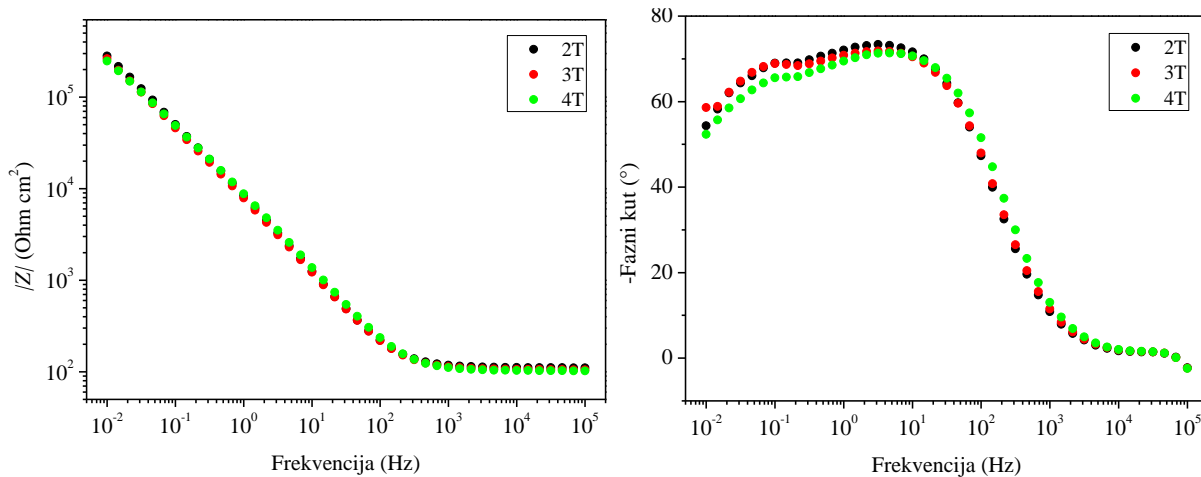 /Z/ (Ohm cm²)
10⁵
10⁴
10³
10²
2T
3T
4T
10⁻² 10⁻¹ 10⁰ 10¹ 10² 10³ 10⁴ 10⁵
Frekvencija (Hz)
-Fazni kut (°)
80
60
40
20
0
2T
3T
4T
10⁻² 10⁻¹ 10⁰ 10¹ 10² 10³ 10⁴ 10⁵
Frekvencija (Hz)